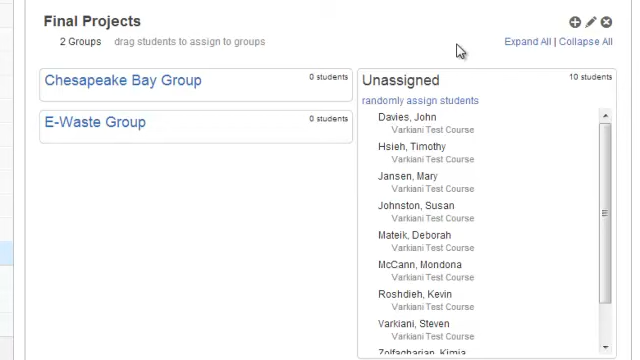 Final Projects
2 Groups drag students to assign to groups
Expand All | Collapse All
Chesapeake Bay Group
0 students
E-Waste Group
0 students
Unassigned
10 students
randomly assign students
Davies, John
Varkiani Test Course
Hsieh, Timothy
Varkiani Test Course
Jansen, Mary
Varkiani Test Course
Johnston, Susan
Varkiani Test Course
Mateik, Deborah
Varkiani Test Course
McCann, Mondona
Varkiani Test Course
Roshdieh, Kevin
Varkiani Test Course
Varkiani, Steven
Varkiani Test Course
Zolfagharian, Kimia